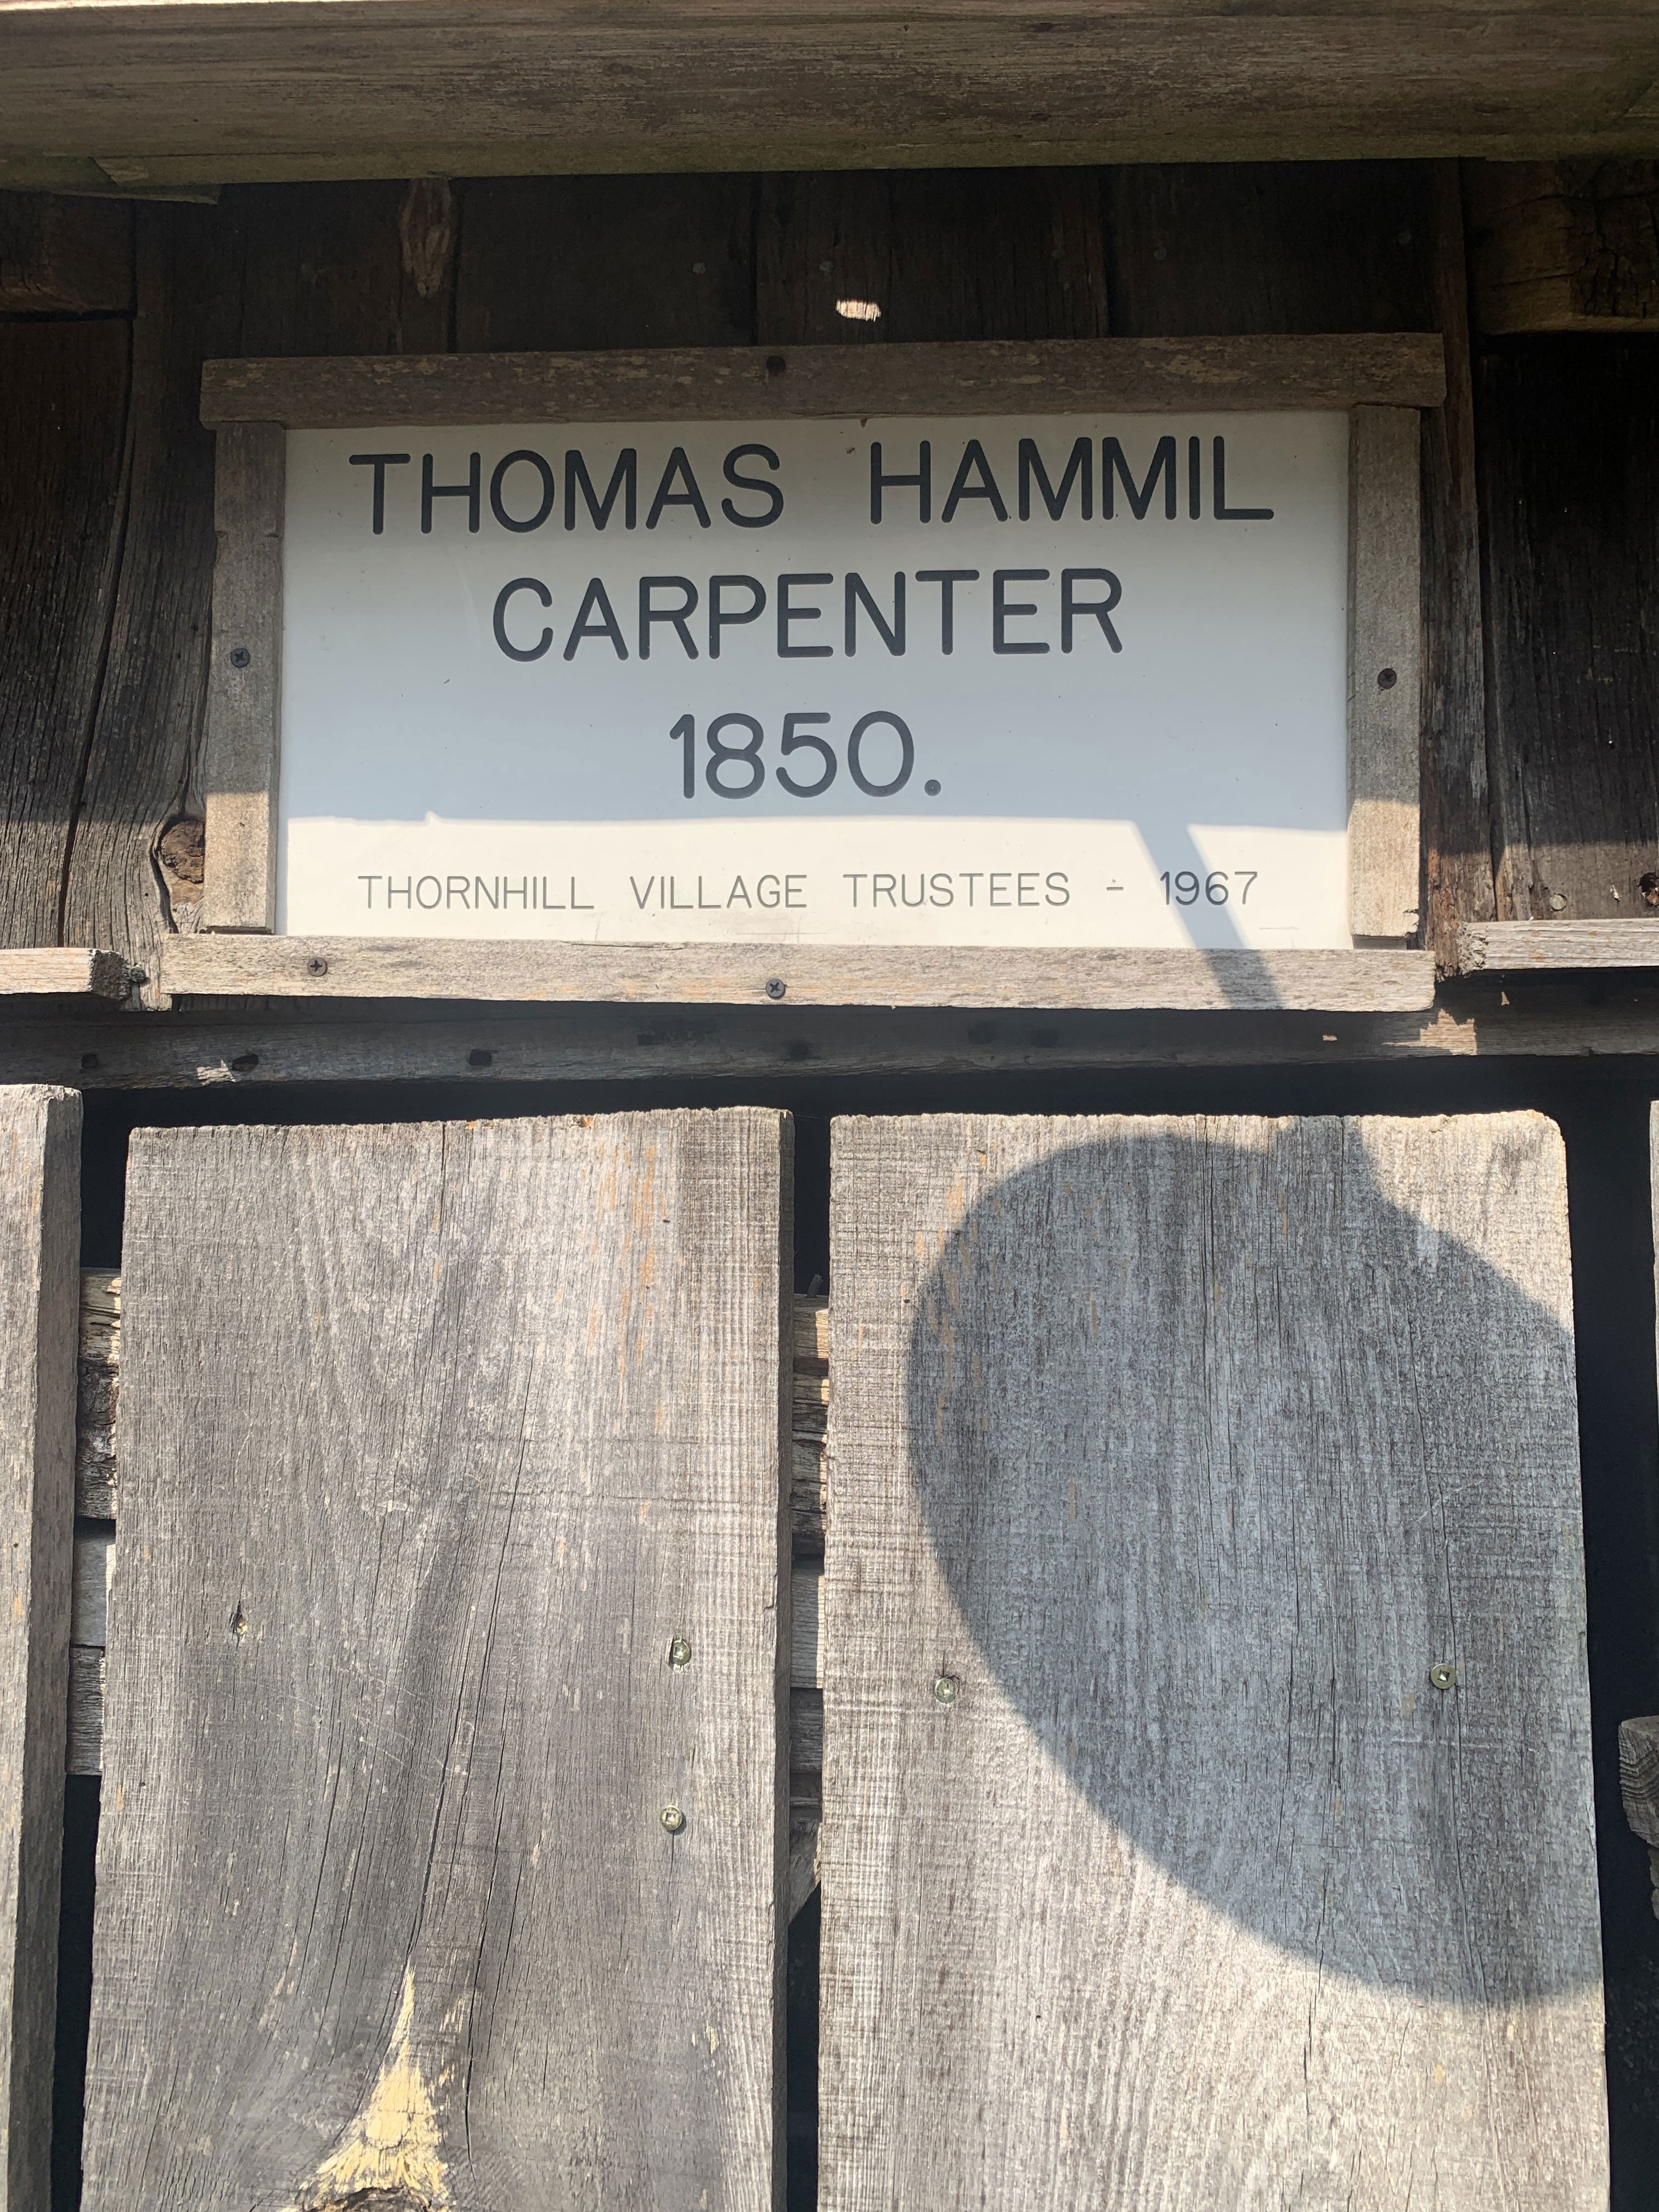 THOMAS HAMMIL
CARPENTER
1850.
THORNHILL VILLAGE TRUSTEES - 1967